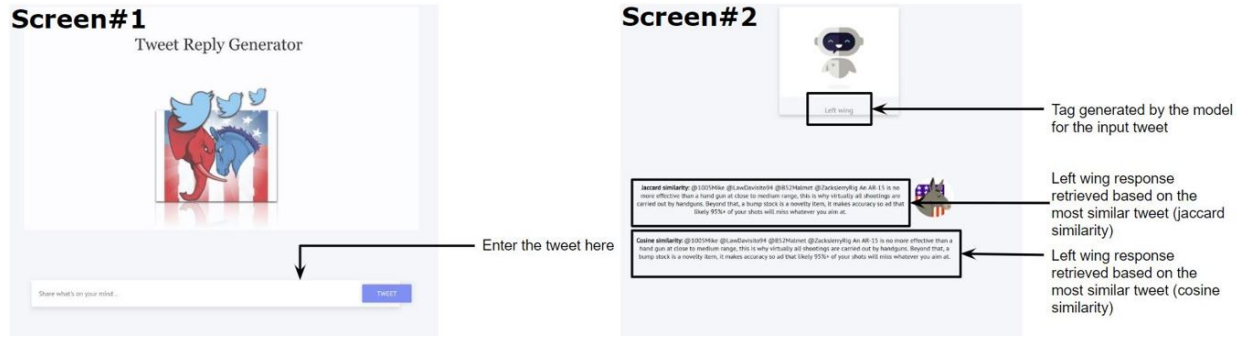 Screen#1
Tweet Reply Generator
Share what's on your mind...
TWEET
Enter the tweet here
Screen#2
Left wing
Tag generated by the model
for the input tweet
Jaccard similarity: @1005Mike @LawDavisite94 @B52Malmet @ZacksJerryRig An AR-15 is no
more effective than a hand gun at close to medium range, this is why virtually all shootings are
carried out by handguns. Beyond that, a bump stock is a novelty item, it makes accuracy so ad that
likely 95%+ of your shots will miss whatever you aim at.
Left wing response
retrieved based on the
most similar tweet (jaccard
similarity)
Cosine similarity: @1005Mike @LawDavisite94 @B52Malmet @ZacksJerryRig An AR-15 is no more effective than a
hand gun at close to medium range, this is why virtually all shootings are carried out by handguns. Beyond that, a
bump stock is a novelty item, it makes accuracy so ad that likely 95%+ of your shots will miss whatever you aim at.
Left wing response
retrieved based on the
most similar tweet (cosine
similarity)